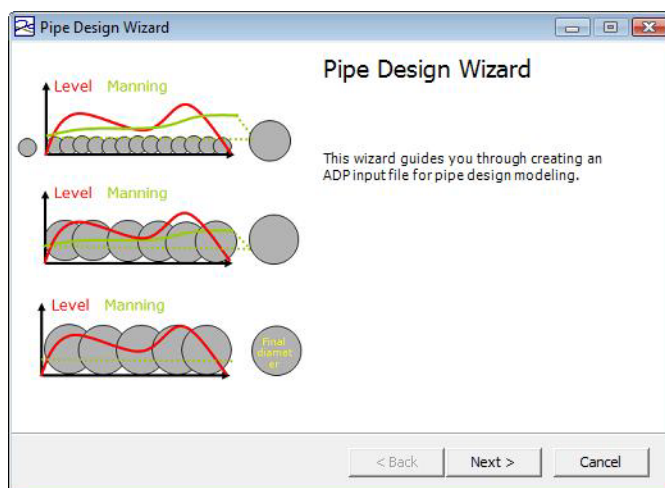 Pipe Design Wizard
Level Manning
Level Manning
Level Manning
Final
diamet
er
Pipe Design Wizard
This wizard guides you through creating an
ADP input file for pipe design modeling.
< Back
Next >
Cancel